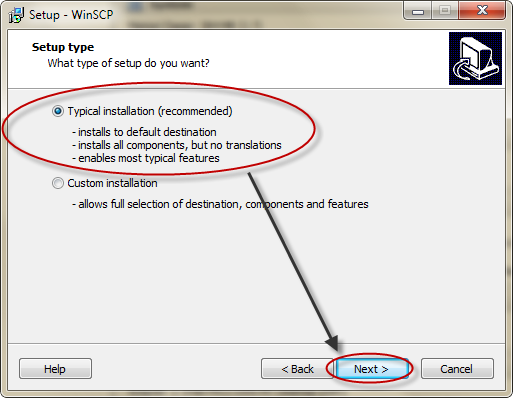 Setup - WinSCP
Setup type
What type of setup do you want?
Typical installation (recommended)
- installs to default destination
- installs all components, but no translations
- enables most typical features
Custom installation
- allows full selection of destination, components and features
Help
< Back
Next >
Cancel